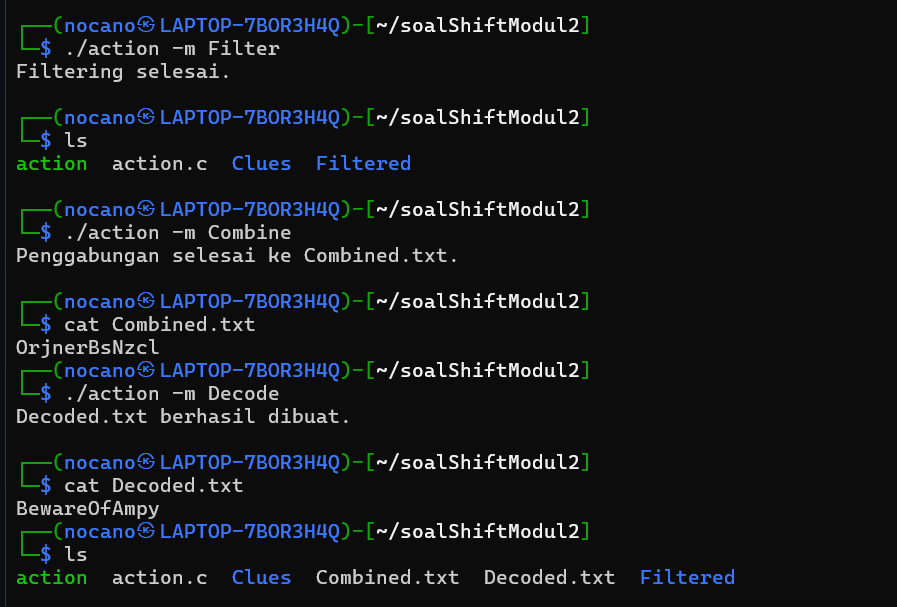 ┌──(nocano㉿LAPTOP-7BOR3H4Q)-[~/soalShiftModul2]
└─$ ./action -m Filter
Filtering selesai.
┌──(nocano㉿LAPTOP-7BOR3H4Q)-[~/soalShiftModul2]
└─$ ls
action  action.c  Clues  Filtered
┌──(nocano㉿LAPTOP-7BOR3H4Q)-[~/soalShiftModul2]
└─$ ./action -m Combine
Penggabungan selesai ke Combined.txt.
┌──(nocano㉿LAPTOP-7BOR3H4Q)-[~/soalShiftModul2]
└─$ cat Combined.txt
OrjnerBsNzcl
┌──(nocano㉿LAPTOP-7BOR3H4Q)-[~/soalShiftModul2]
└─$ ./action -m Decode
Decoded.txt berhasil dibuat.
┌──(nocano㉿LAPTOP-7BOR3H4Q)-[~/soalShiftModul2]
└─$ cat Decoded.txt
BewareOfAmpy
┌──(nocano㉿LAPTOP-7BOR3H4Q)-[~/soalShiftModul2]
└─$ ls
action  action.c  Clues  Combined.txt  Decoded.txt  Filtered